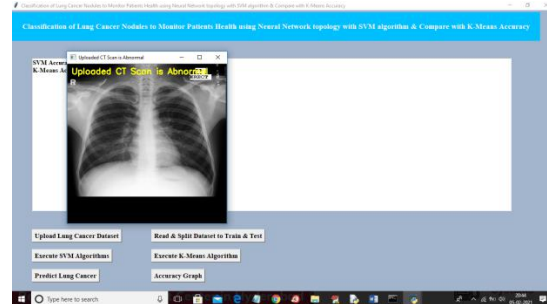 Classification of Lung Cancer Nodules to Monitor Patients Health using Neural Network topology with SVM algorithm & Compare with K-Means Accuracy
Classification of Lung Cancer Nodules to Monitor Patients Health using Neural Network topology with SVM algorithm & Compare with K-Means Accuracy
Uploaded CT Scan is Abnormal
SVM
K-Means
Uploaded CT Scan is Abnormal
ERECT
R
Upload Lung Cancer Dataset
Read & Split Dataset to Train & Test
Execute SVM Algorithms
Execute K-Means Algorithm
Predict Lung Cancer
Accuracy Graph
Type here to search